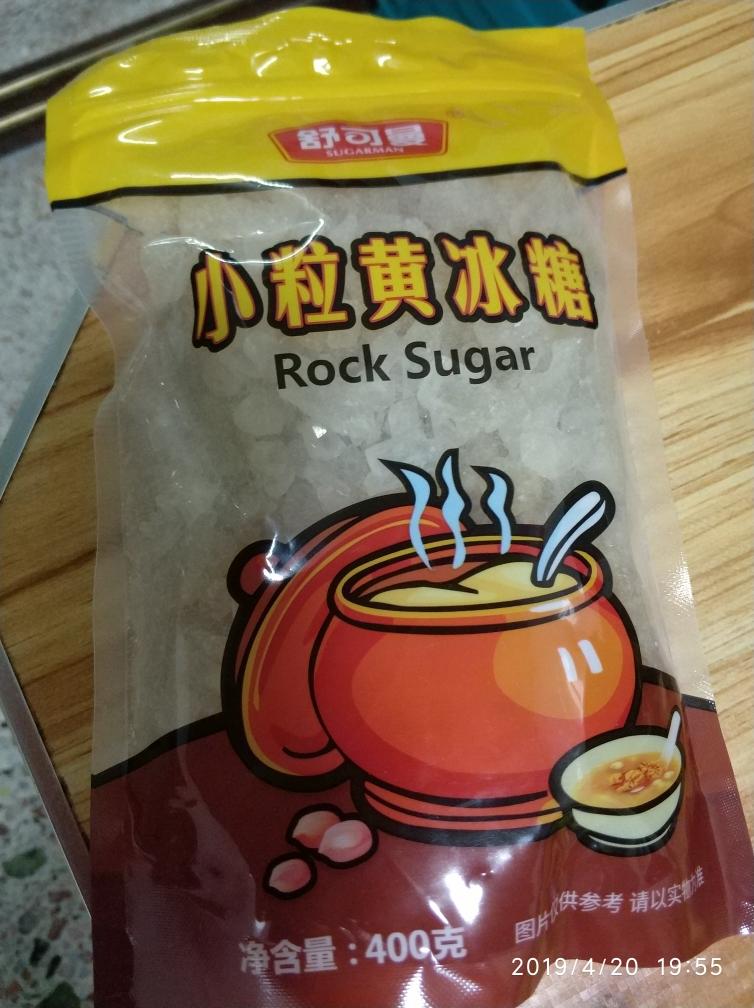 舒可曼
SUGARMAN
小粒黄冰糖
Rock Sugar
图片仅供参考 请以实物为准
净含量：400克
2019/4/20 19:55